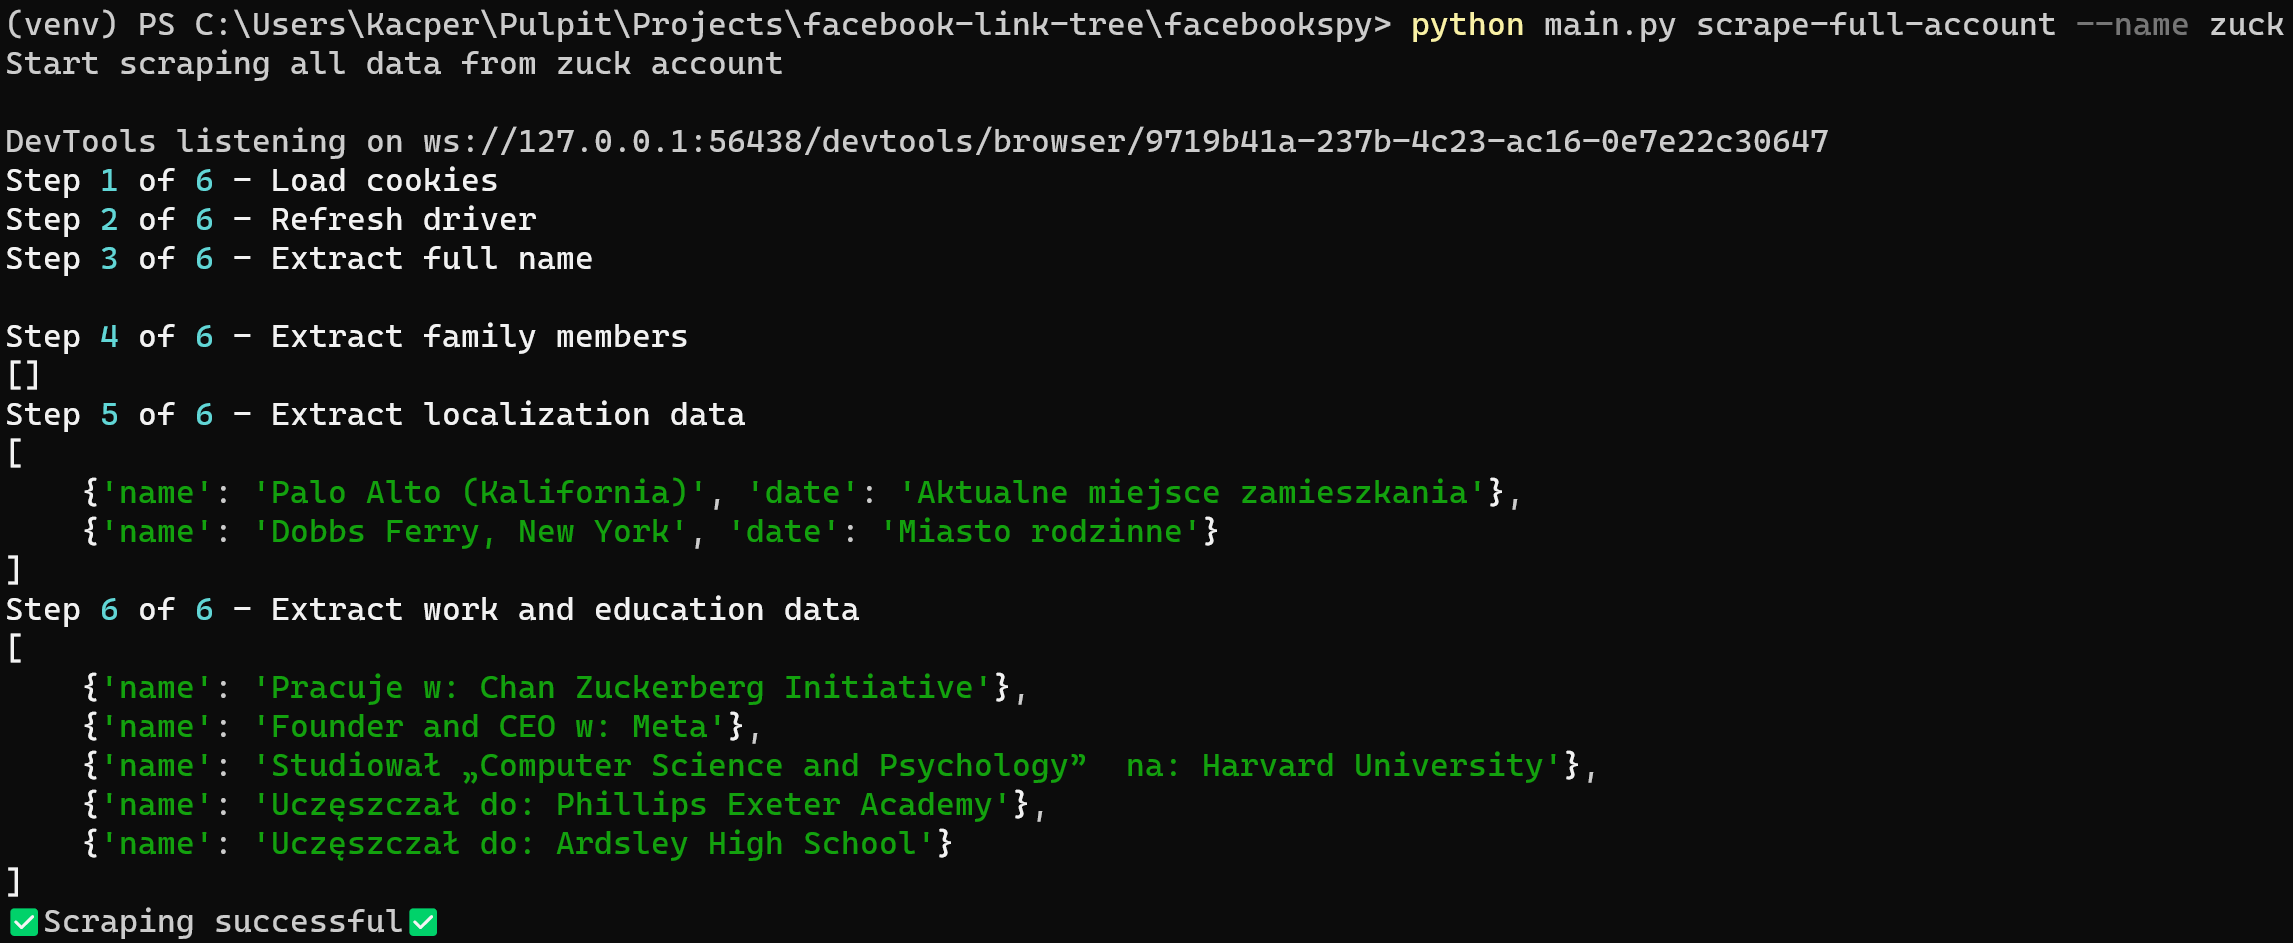 (venv) PS C:\Users\Kacper\Pulpit\Projects\facebook-link-tree\facebookspy> python main.py scrape-full-account --name zuck
Start scraping all data from zuck account
DevTools listening on ws://127.0.0.1:56438/devtools/browser/9719b41a-237b-4c23-ac16-0e7e22c30647
Step 1 of 6 - Load cookies
Step 2 of 6 - Refresh driver
Step 3 of 6 - Extract full name
Step 4 of 6 - Extract family members
[]
Step 5 of 6 - Extract localization data
[
    {'name': 'Palo Alto (Kalifornia)', 'date': 'Aktualne miejsce zamieszkania'},
    {'name': 'Dobbs Ferry, New York', 'date': 'Miasto rodzinne'}
]
Step 6 of 6 - Extract work and education data
[
    {'name': 'Pracuje w: Chan Zuckerberg Initiative'},
    {'name': 'Founder and CEO w: Meta'},
    {'name': 'Studiował „Computer Science and Psychology”  na: Harvard University'},
    {'name': 'Uczęszczał do: Phillips Exeter Academy'},
    {'name': 'Uczęszczał do: Ardsley High School'}
]
✅Scraping successful✅